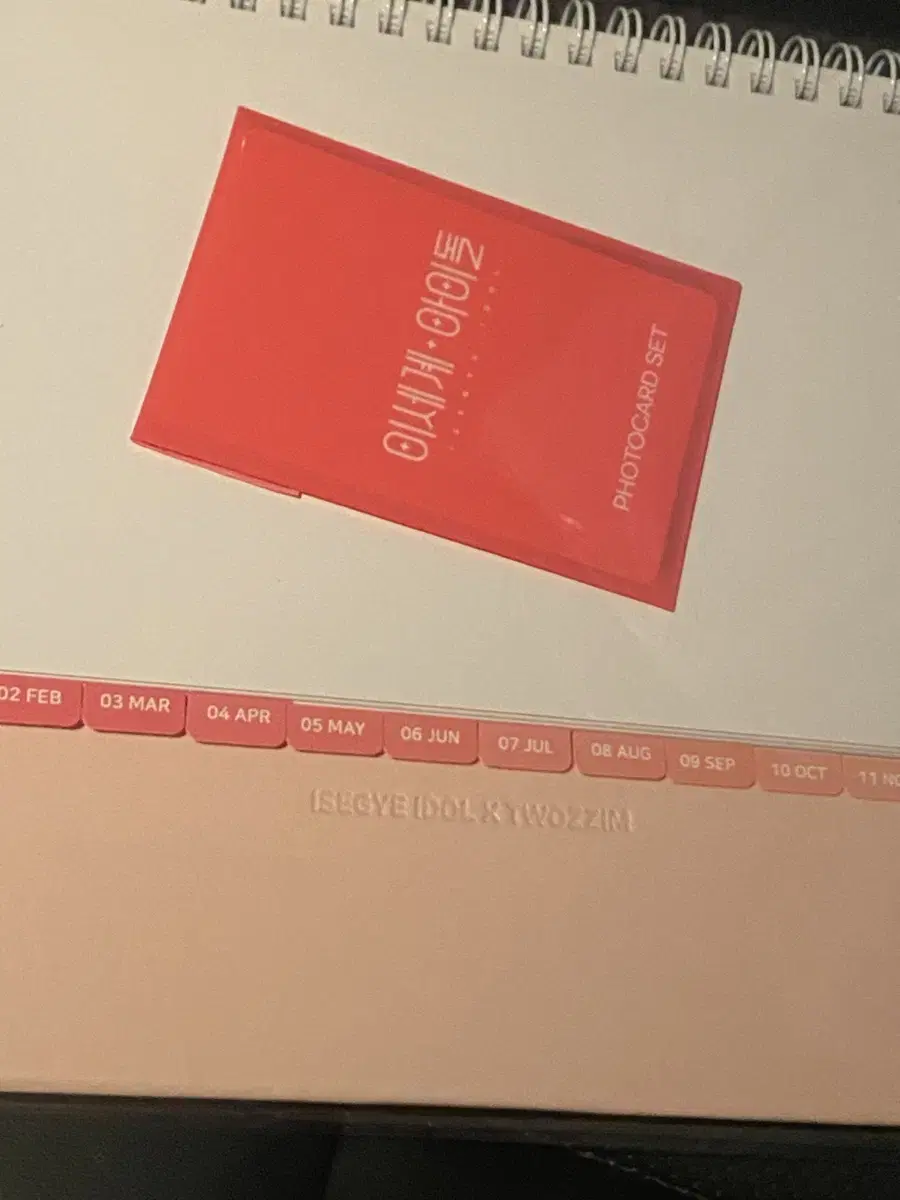 이세계아이돌
PHOTOCARD SET
02 FEB
03 MAR
04 APR
05 MAY
06 JUN
07 JUL
08 AUG
09 SEP
10 OCT
11
ISEGYE IDOL X TWOZZIM